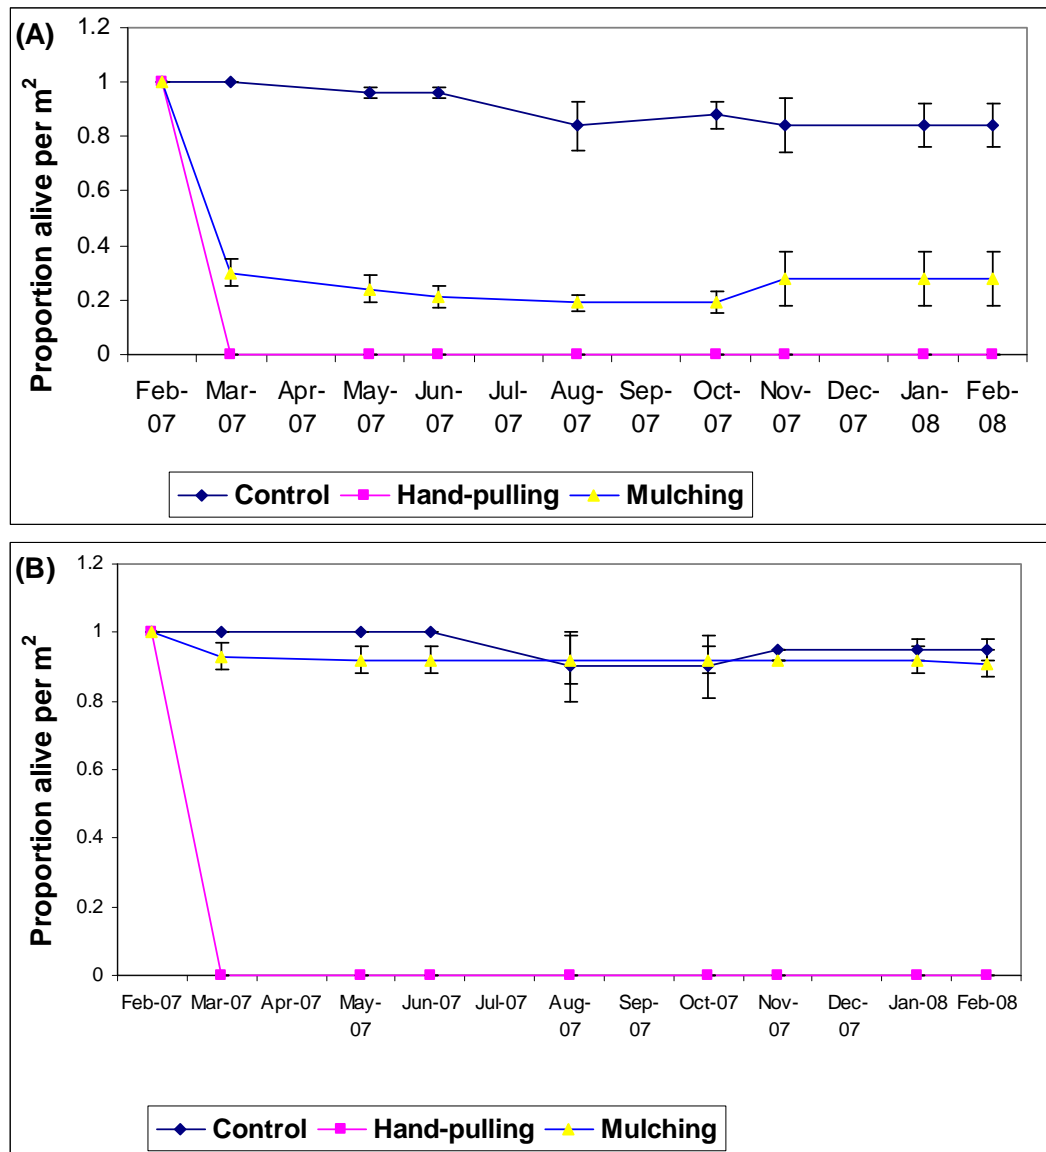 (A)
Proportion alive per m²
1.2
1
0.8
0.6
0.4
0.2
0
Feb-07 Mar-07 Apr-07 May-07 Jun-07 Jul-07 Aug-07 Sep-07 Oct-07 Nov-07 Dec-07 Jan-08 Feb-08
Control Hand-pulling Mulching
(B)
Proportion alive per m²
1.2
1
0.8
0.6
0.4
0.2
0
Feb-07 Mar-07 Apr-07 May-07 Jun-07 Jul-07 Aug-07 Sep-07 Oct-07 Nov-07 Dec-07 Jan-08 Feb-08
Control Hand-pulling Mulching